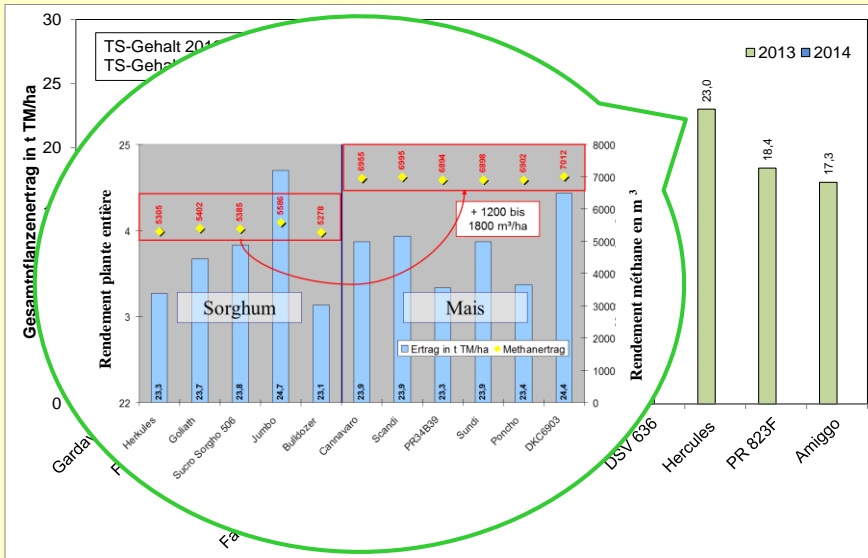 30
25
20
0
Gesamtpflanzenertrag in t TM/ha
TS-Gehalt
TS-Gehal
2013
2014
23,0
18,4
17,3
DSV 636
Hercules
PR 823F
Amiggo
25
4
3
22
Rendement plante entière
8000
7000
6000
5000
4000
3000
2000
1000
0
Rendement méthane en m³
5305
5402
5385
5586
5278
6955
6995
6894
6898
6902
7012
+ 1200 bis
1800 m³/ha
Sorghum
Mais
Ertrag in t TM/ha
Methanertrag
23,3
23,7
23,8
24,7
23,1
23,9
23,9
23,3
23,9
23,4
24,4
Herkules
Goliath
Sucro Sorgho 506
Jumbo
Bulldozer
Cannavaro
Scandi
PR34B39
Sundi
Poncho
DKC6903